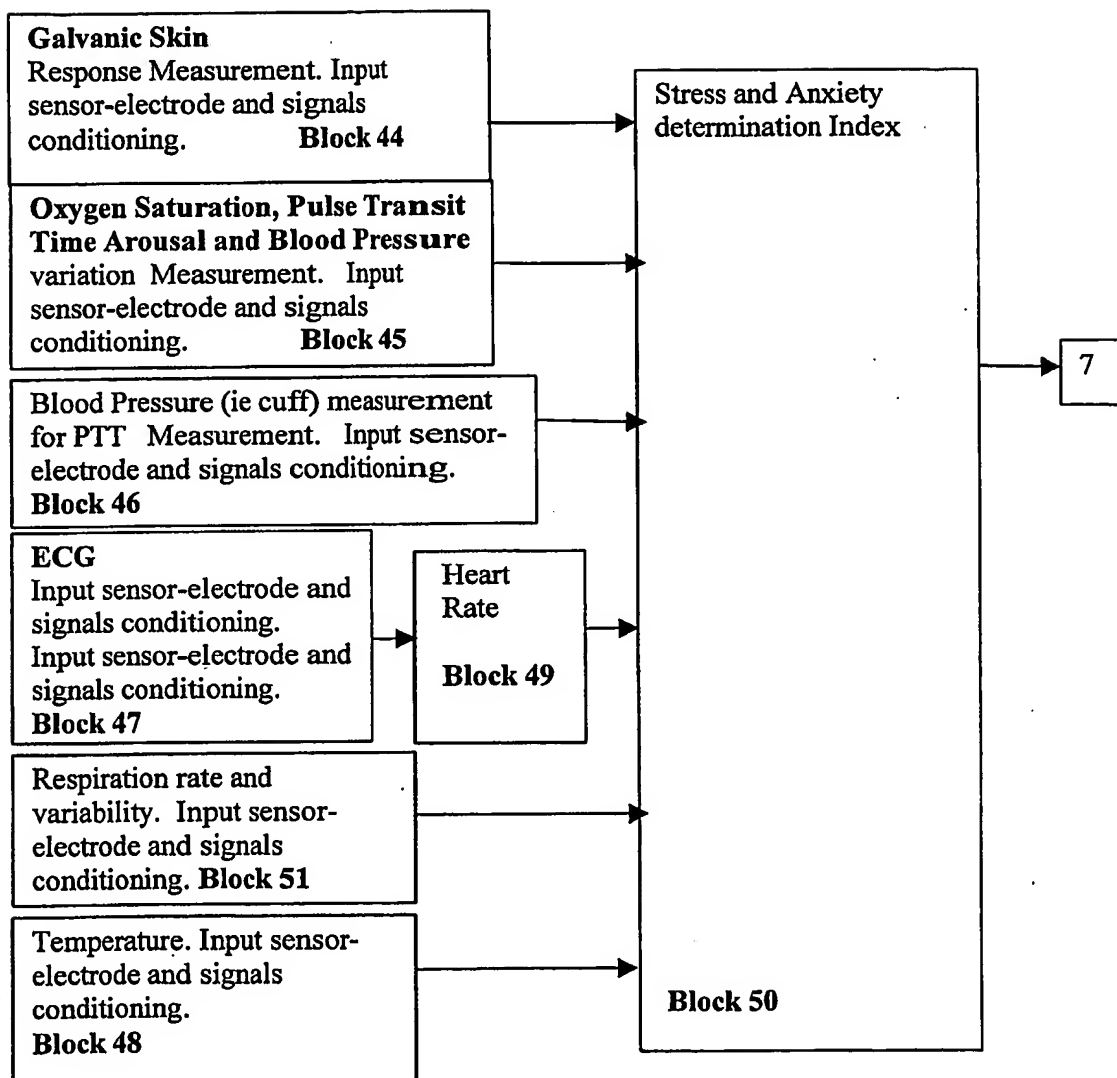 Galvanic Skin
Response Measurement. Input
sensor-electrode and signals
conditioning. Block 44
Oxygen Saturation, Pulse Transit
Time Arousal and Blood Pressure
variation Measurement. Input
sensor-electrode and signals
conditioning. Block 45
Blood Pressure (ie cuff) measurement
for PTT Measurement. Input sensor-
electrode and signals conditioning.
Block 46
ECG
Input sensor-electrode and
signals conditioning.
Input sensor-electrode and
signals conditioning.
Block 47
Heart
Rate
Block 49
Respiration rate and
variability. Input sensor-
electrode and signals
conditioning. Block 51
Temperature. Input sensor-
electrode and signals
conditioning.
Block 48
Stress and Anxiety
determination Index
Block 50
7